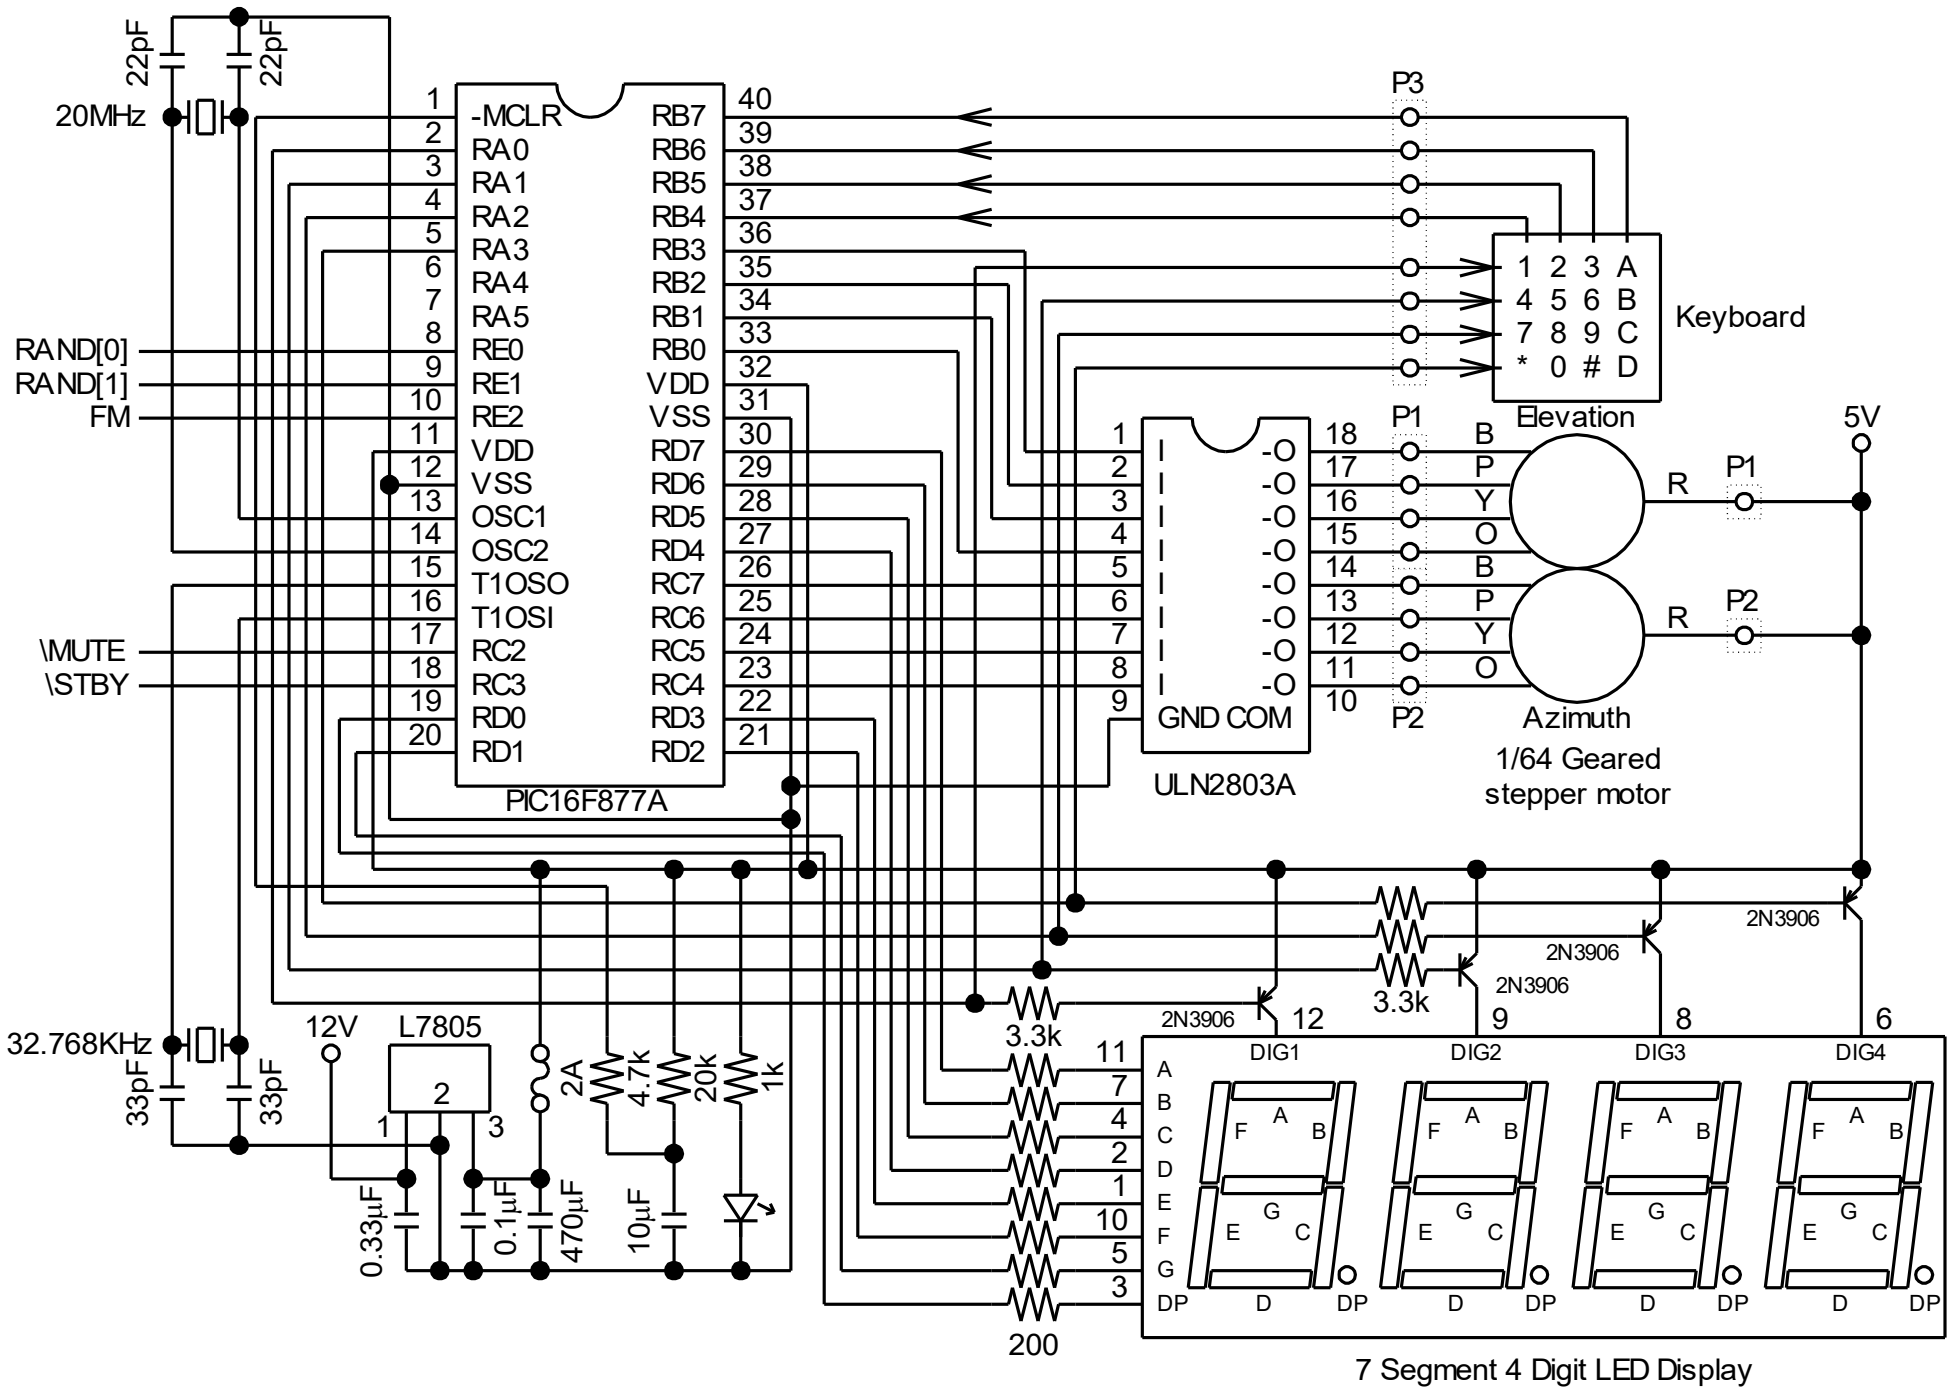 22pF
22pF
20MHz
RAND[0]
RAND[1]
FM
\MUTE
\STBY
32.768KHz
33pF
33pF
1 -MCLR RB7 40
2 RA0 RB6 39
3 RA1 RB5 38
4 RA2 RB4 37
5 RA3 RB3 36
6 RA4 RB2 35
7 RA5 RB1 34
8 RE0 RB0 33
9 RE1 VDD 32
10 RE2 VSS 31
11 VDD RD7 30
12 VSS RD6 29
13 OSC1 RD5 28
14 OSC2 RD4 27
15 T1OSO RC7 26
16 T1OSI RC6 25
17 RC2 RC5 24
18 RC3 RC4 23
19 RD0 RD3 22
20 RD1 RD2 21
PIC16F877A
P3
1 2 3 A
4 5 6 B
7 8 9 C
* 0 # D
Keyboard
P1
Elevation
5V
1 I -O 18 B
2 I -O 17 P
3 I -O 16 Y
4 I -O 15 O
5 I -O 14 B
6 I -O 13 P
7 I -O 12 Y
8 I -O 11 O
9 GND COM 10
R P1
R P2
P2
ULN2803A
Azimuth
1/64 Geared
stepper motor
12V
L7805
1 2 3
0.33µF
0.1µF
470µF
2A
4.7k
20k
1k
10µF
3.3k
3.3k
2N3906
2N3906
2N3906
2N3906
12 9 8 6
DIG1 DIG2 DIG3 DIG4
11 A
7 B
4 C
2 D
1 E
10 F
5 G
3 DP
200
A F B G E C D DP
A F B G E C D DP
A F B G E C D DP
A F B G E C D DP
7 Segment 4 Digit LED Display